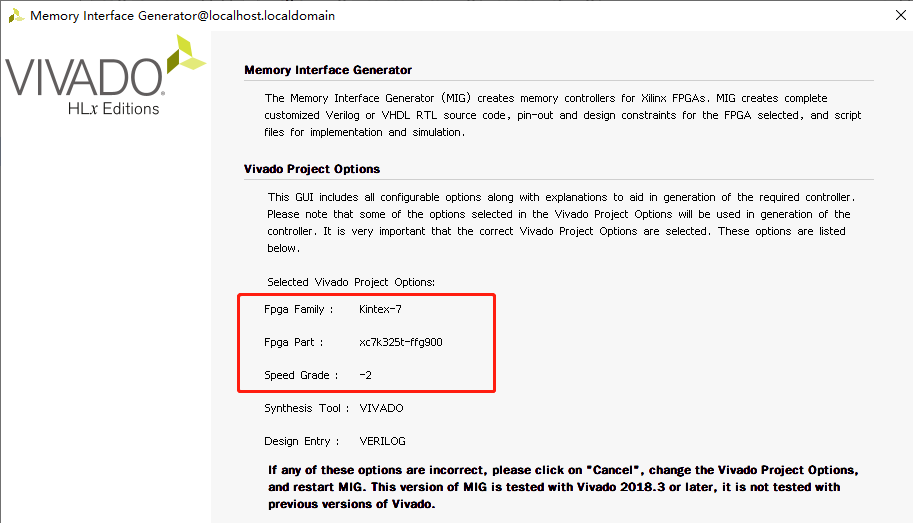 Memory Interface Generator@localhost.localdomain
VIVADO.
HLx Editions
Memory Interface Generator
The Memory Interface Generator (MIG) creates memory controllers for Xilinx FPGAs. MIG creates complete
customized Verilog or VHDL RTL source code, pin-out and design constraints for the FPGA selected, and script
files for implementation and simulation.
Vivado Project Options
This GUI includes all configurable options along with explanations to aid in generation of the required controller.
Please note that some of the options selected in the Vivado Project Options will be used in generation of the
controller. It is very important that the correct Vivado Project Options are selected. These options are listed
below.
Selected Vivado Project Options:
Fpga Family : Kintex-7
Fpga Part : xc7k325t-ffg900
Speed Grade : -2
Synthesis Tool : VIVADO
Design Entry : VERILOG
If any of these options are incorrect, please click on "Cancel", change the Vivado Project Options,
and restart MIG. This version of MIG is tested with Vivado 2018.3 or later, it is not tested with
previous versions of Vivado.